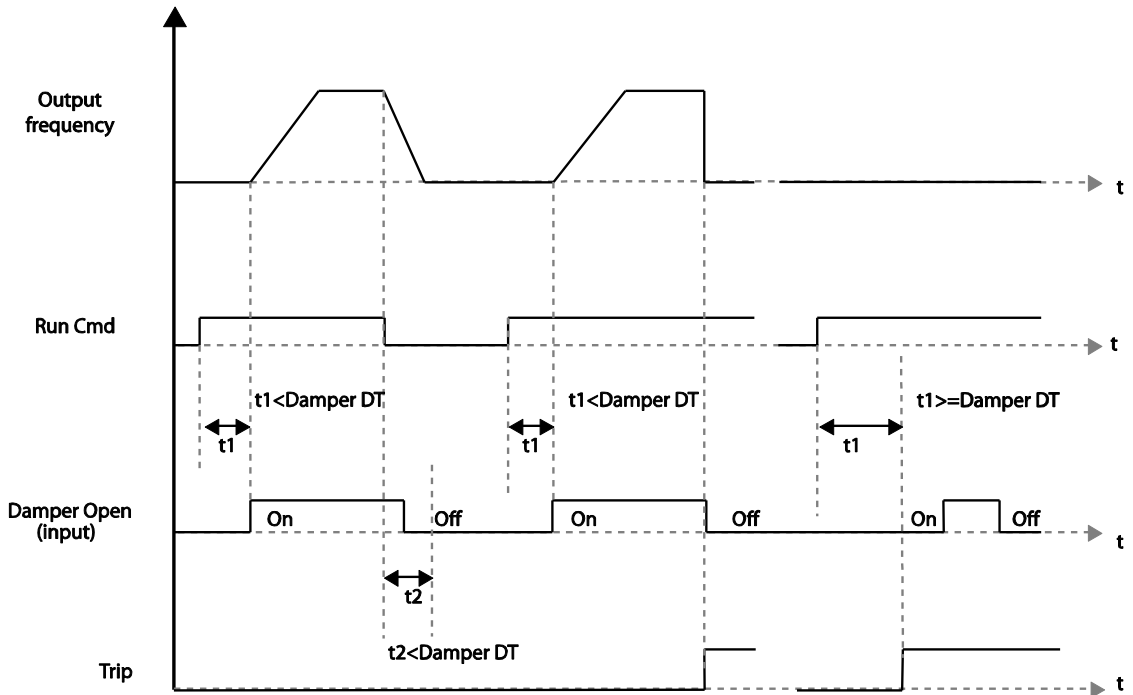 Output
frequency
t
Run Cmd
t
t1<Damper DT
t1<Damper DT
t1>=Damper DT
t1
t1
t1
Damper Open
(input)
On
Off
On
Off
On
Off
t
t2
t2<Damper DT
Trip
t